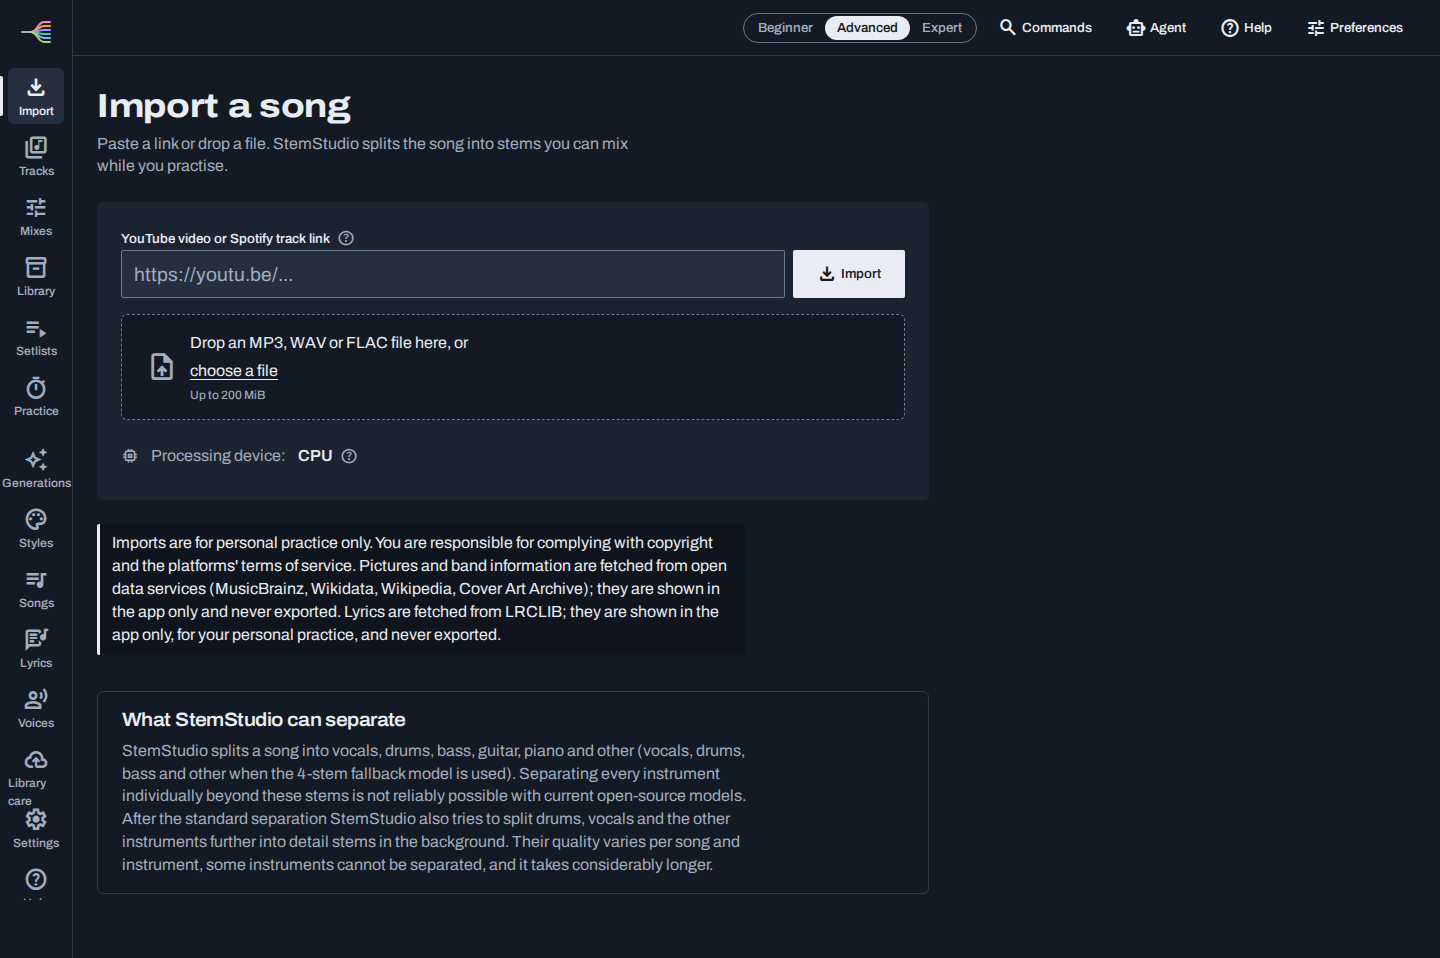 Beginner
Advanced
Expert
Commands
Agent
Help
Preferences
Import
Tracks
Mixes
Library
Setlists
Practice
Generations
Styles
Songs
Lyrics
Voices
Library
care
Settings
Import a song
Paste a link or drop a file. StemStudio splits the song into stems you can mix
while you practise.
YouTube video or Spotify track link
https://youtu.be/...
Import
Drop an MP3, WAV or FLAC file here, or
choose a file
Up to 200 MiB
Processing device: CPU
Imports are for personal practice only. You are responsible for complying with copyright
and the platforms' terms of service. Pictures and band information are fetched from open
data services (MusicBrainz, Wikidata, Wikipedia, Cover Art Archive); they are shown in
the app only and never exported. Lyrics are fetched from LRCLIB; they are shown in the
app only, for your personal practice, and never exported.
What StemStudio can separate
StemStudio splits a song into vocals, drums, bass, guitar, piano and other (vocals, drums,
bass and other when the 4-stem fallback model is used). Separating every instrument
individually beyond these stems is not reliably possible with current open-source models.
After the standard separation StemStudio also tries to split drums, vocals and the other
instruments further into detail stems in the background. Their quality varies per song and
instrument, some instruments cannot be separated, and it takes considerably longer.